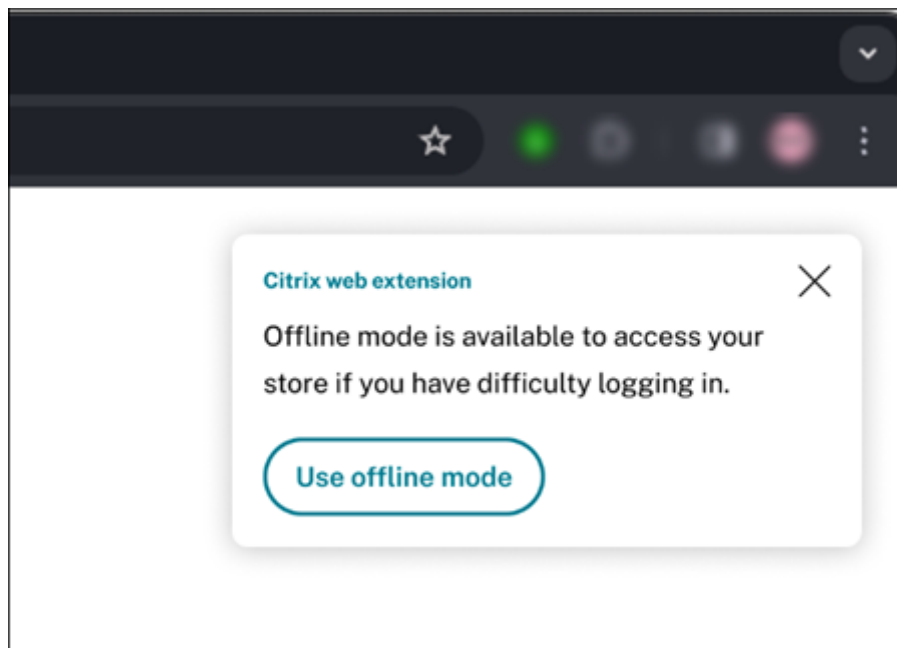 Citrix web extension
Offline mode is available to access your
store if you have difficulty logging in.
Use offline mode